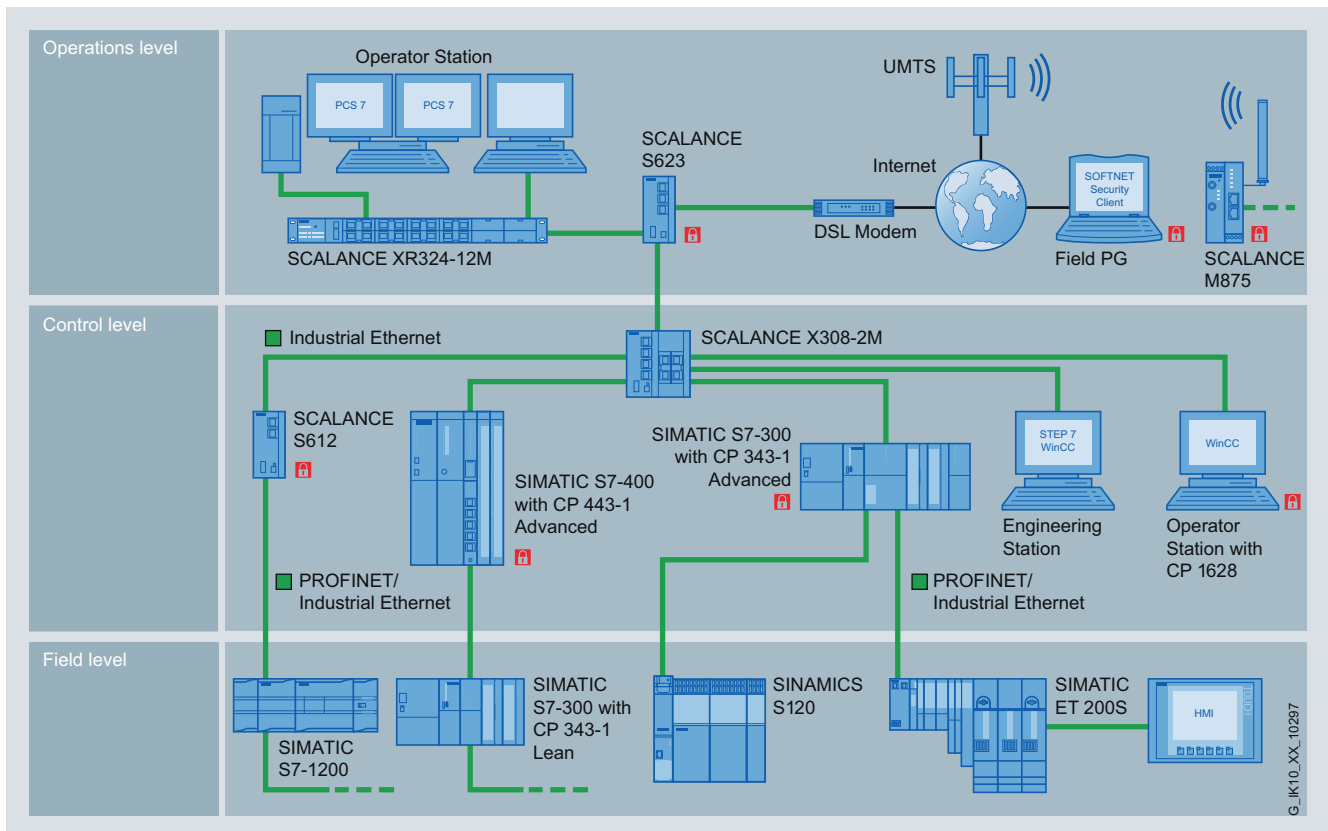 Operations level
Operator Station
PCS 7
PCS 7
SCALANCE
S623
UMTS
Internet
SOFTNET
Security
Client
DSL Modem
Field PG
SCALANCE
M875
SCALANCE XR324-12M
Control level
Industrial Ethernet
SCALANCE X308-2M
SCALANCE
S612
SIMATIC S7-400
with CP 443-1
Advanced
SIMATIC S7-300
with CP 343-1
Advanced
STEP 7
WinCC
Engineering
Station
WinCC
Operator
Station with
CP 1628
PROFINET/
Industrial Ethernet
PROFINET/
Industrial Ethernet
Field level
SIMATIC
S7-1200
SIMATIC
S7-300 with
CP 343-1
Lean
SINAMICS
S120
SIMATIC
ET 200S
HMI
G_IK10_XX_10297